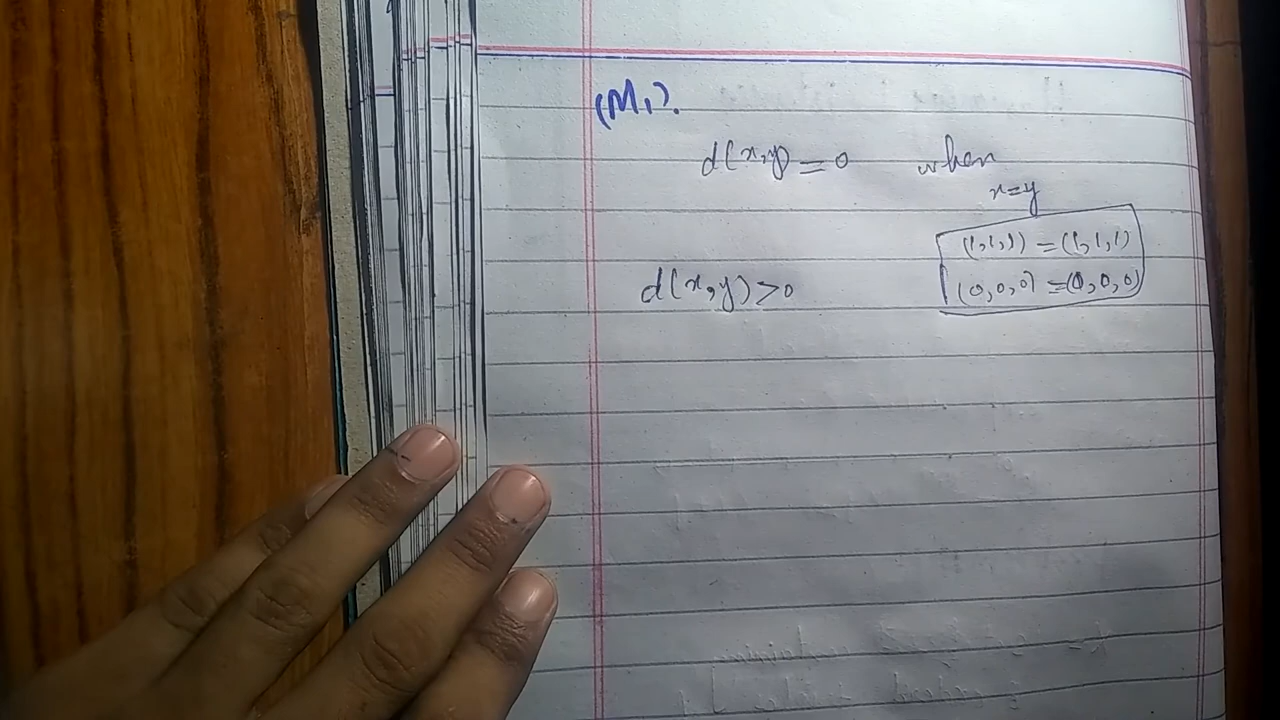 (M₁).
d(x,y) = 0 when
x=y
(1,1,1) = (1,1,1)
d(x,y) > 0
(0,0,0) = (0,0,0)